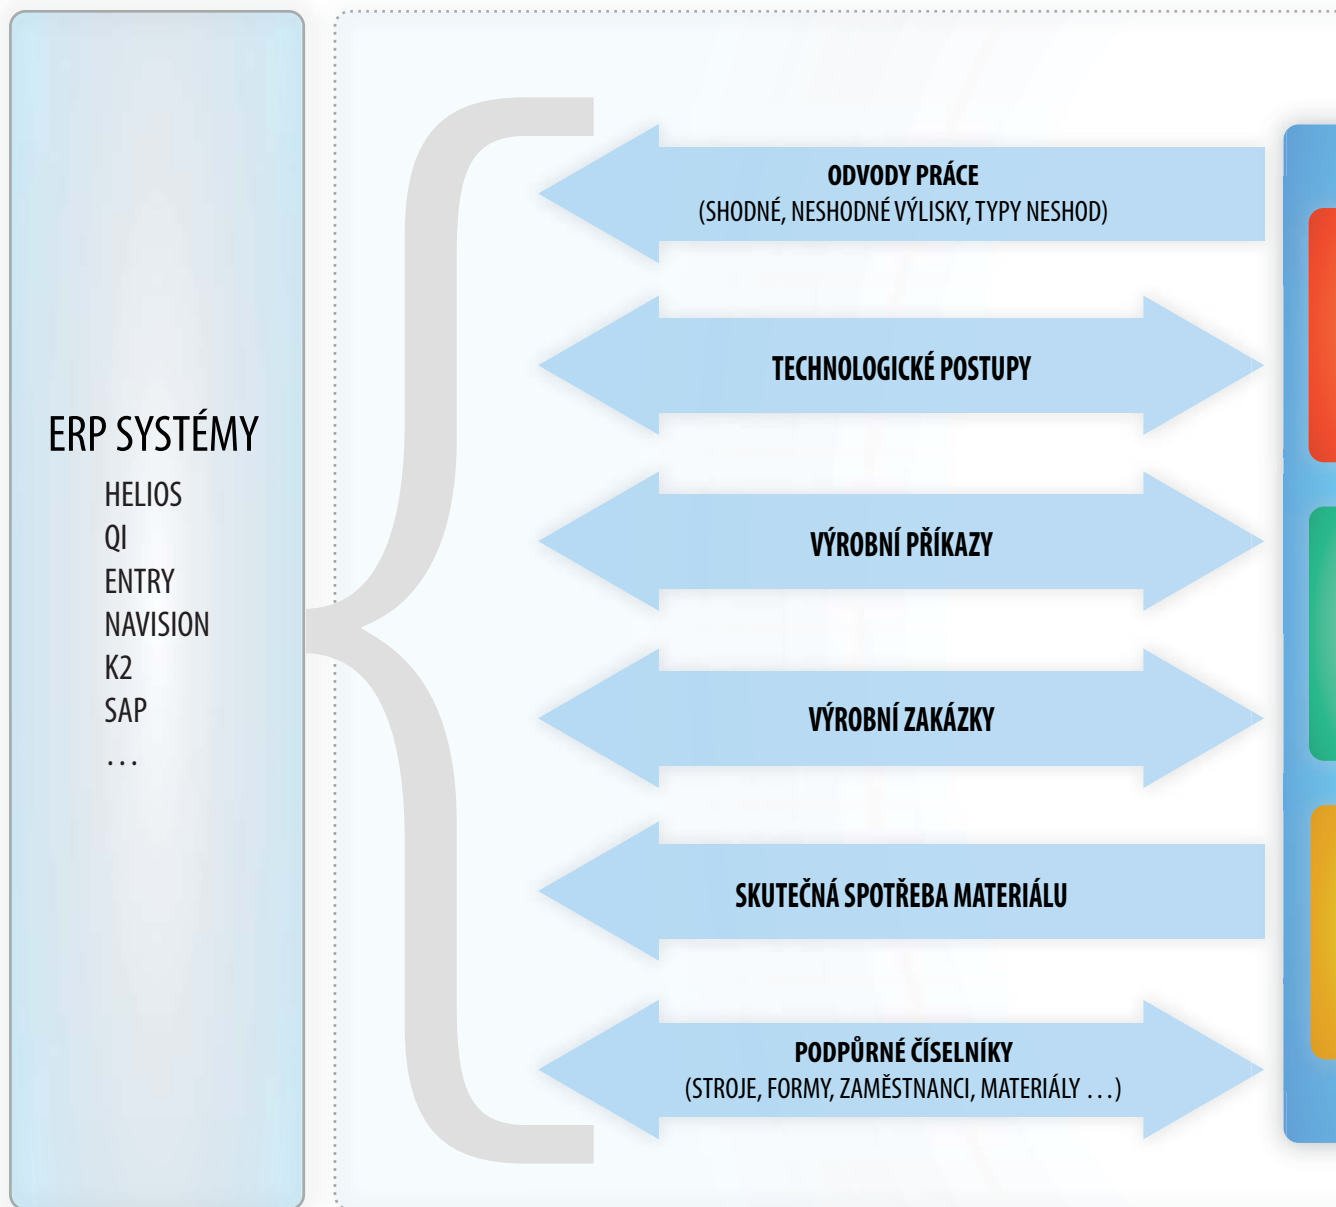 ERP SYSTÉMY
HELIOS
QI
ENTRY
NAVISION
K2
SAP
...
ODVODY PRÁCE
(SHODNÉ, NESHODNÉ VÝLISKY, TYPY NESHOD)
TECHNOLOGICKÉ POSTUPY
VÝROBNÍ PŘÍKAZY
VÝROBNÍ ZAKÁZKY
SKUTEČNÁ SPOTŘEBA MATERIÁLU
PODPŮRNÉ ČÍSELNÍKY
(STROJE, FORMY, ZAMĚSTNANCI, MATERIÁLY ...)